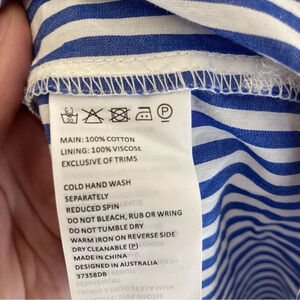 MAIN: 100% COTTON
LINING: 100% VISCOSE
EXCLUSIVE OF TRIMS
COLD HAND WASH
SEPARATELY
REDUCED SPIN
DO NOT BLEACH, RUB OR WRING
DO NOT TUMBLE DRY
WARM IRON ON REVERSE SIDE
DRY CLEANABLE (P)
MADE IN CHINA
DESIGNED IN AUSTRALIA
37358DB